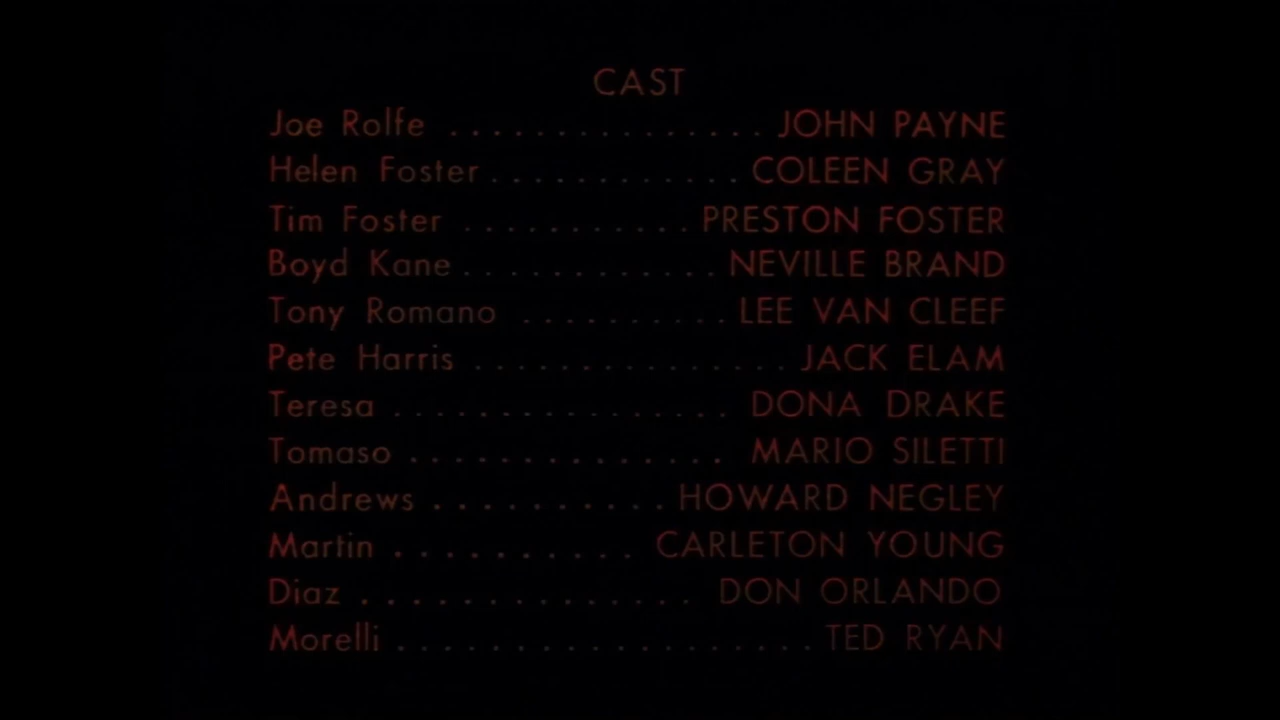 CAST
Joe Rolfe . . . . . . . . . . . . . . . JOHN PAYNE
Helen Foster . . . . . . . . . . . . COLEEN GRAY
Tim Foster . . . . . . . . . . . PRESTON FOSTER
Boyd Kane . . . . . . . . . . . . NEVILLE BRAND
Tony Romano . . . . . . . . . . LEE VAN CLEEF
Pete Harris . . . . . . . . . . . . . . . JACK ELAM
Teresa . . . . . . . . . . . . . . . . DONA DRAKE
Tomaso . . . . . . . . . . . . . . MARIO SILETTI
Andrews . . . . . . . . . . . HOWARD NEGLEY
Martin . . . . . . . . . . CARLETON YOUNG
Diaz . . . . . . . . . . . . . . . DON ORLANDO
Morelli . . . . . . . . . . . . . . . . . . . TED RYAN